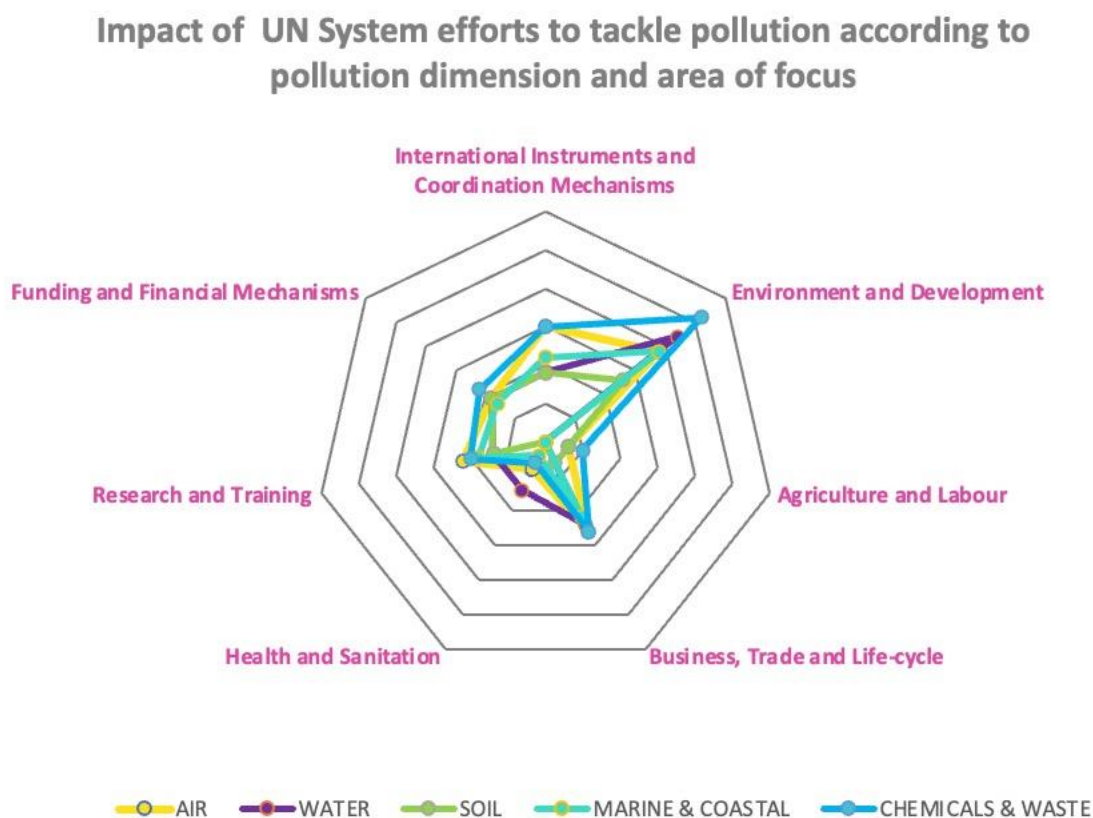 Impact of UN System efforts to tackle pollution according to
pollution dimension and area of focus
International Instruments and
Coordination Mechanisms
Funding and Financial Mechanisms
Environment and Development
Research and Training
Agriculture and Labour
Health and Sanitation
Business, Trade and Life-cycle
AIR WATER SOIL MARINE & COASTAL CHEMICALS & WASTE